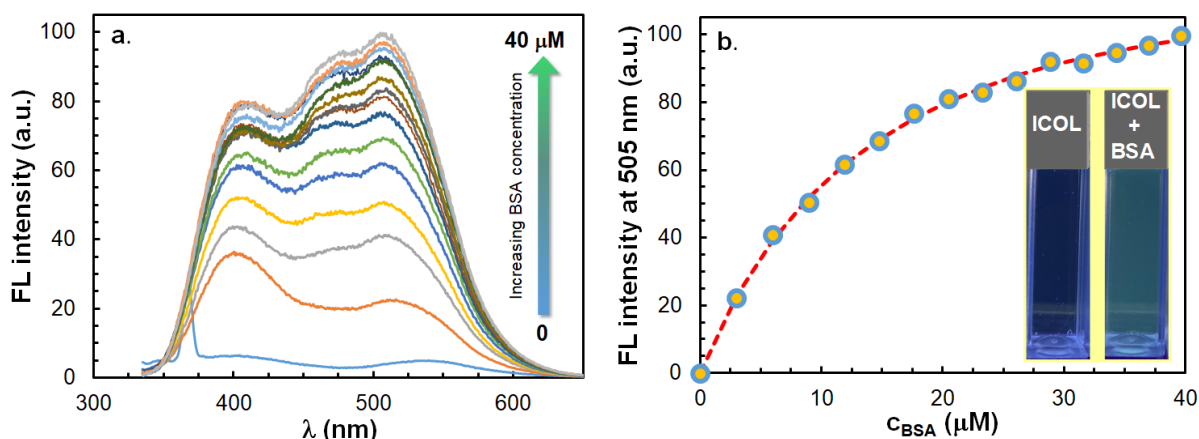 a.
FL intensity (a.u.)
100
80
60
40
20
0
300
400
500
600
λ (nm)
40 μM
Increasing BSA concentration
0
b.
FL intensity at 505 nm (a.u.)
100
80
60
40
20
0
0
10
20
30
40
cBSA (μM)
ICOL
ICOL
+
BSA